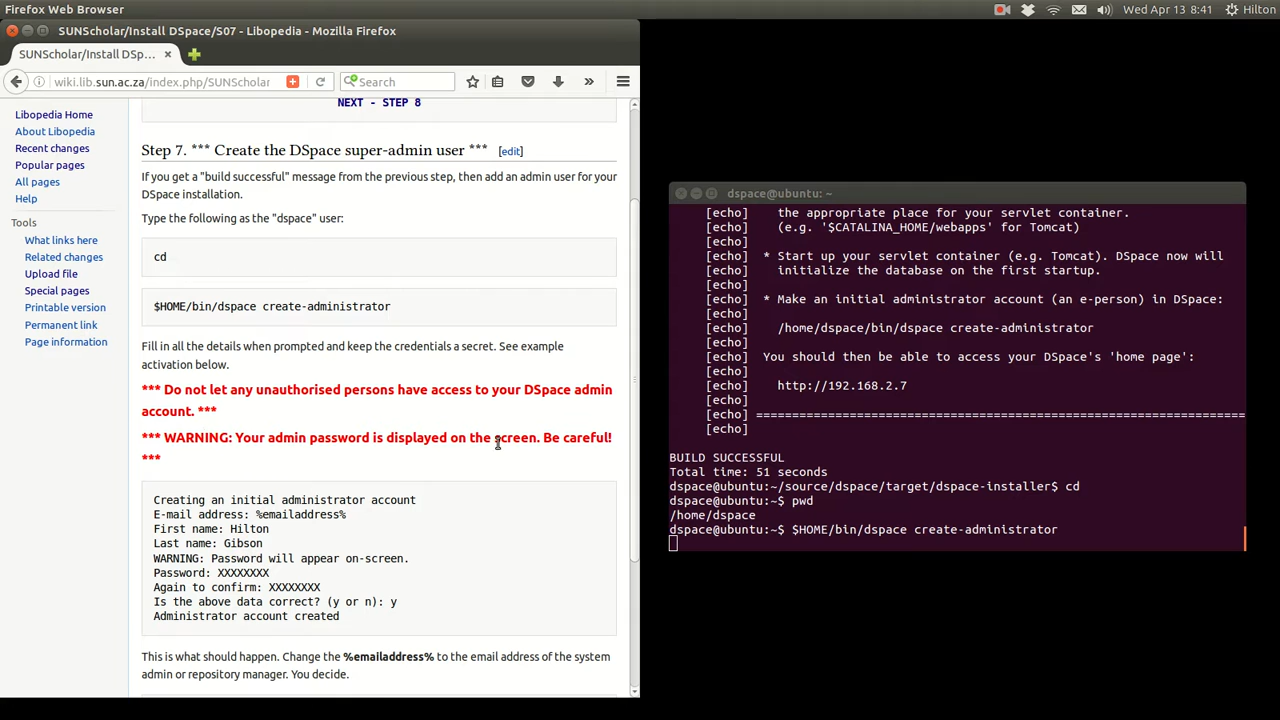 Firefox Web Browser
Wed Apr 13 8:41
Hilton
SUNScholar/Install DSpace/S07 - Libopedia - Mozilla Firefox
SUNScholar/Install DSp...
wiki.lib.sun.ac.za/index.php/SUNScholar
Search
Libopedia Home
About Libopedia
Recent changes
Popular pages
All pages
Help
Tools
What links here
Related changes
Upload file
Special pages
Printable version
Permanent link
Page information
NEXT - STEP 8
Step 7. *** Create the DSpace super-admin user *** [edit]
If you get a "build successful" message from the previous step, then add an admin user for your
DSpace installation.
Type the following as the "dspace" user:
cd
$HOME/bin/dspace create-administrator
Fill in all the details when prompted and keep the credentials a secret. See example
activation below.
*** Do not let any unauthorised persons have access to your DSpace admin
account. ***
*** WARNING: Your admin password is displayed on the screen. Be careful!
***
Creating an initial administrator account
E-mail address: %emailaddress%
First name: Hilton
Last name: Gibson
WARNING: Password will appear on-screen.
Password: XXXXXXXX
Again to confirm: XXXXXXXX
Is the above data correct? (y or n): y
Administrator account created
This is what should happen. Change the %emailaddress% to the email address of the system
admin or repository manager. You decide.
dspace@ubuntu: ~
[echo] the appropriate place for your servlet container.
[echo] (e.g. '$CATALINA_HOME/webapps' for Tomcat)
[echo]
[echo] * Start up your servlet container (e.g. Tomcat). DSpace now will
[echo] initialize the database on the first startup.
[echo]
[echo] * Make an initial administrator account (an e-person) in DSpace:
[echo]
[echo] /home/dspace/bin/dspace create-administrator
[echo]
[echo] You should then be able to access your DSpace's 'home page':
[echo]
[echo] http://192.168.2.7
[echo]
[echo] ====================================================================
[echo]
BUILD SUCCESSFUL
Total time: 51 seconds
dspace@ubuntu:~/source/dspace/target/dspace-installer$ cd
dspace@ubuntu:~$ pwd
/home/dspace
dspace@ubuntu:~$ $HOME/bin/dspace create-administrator